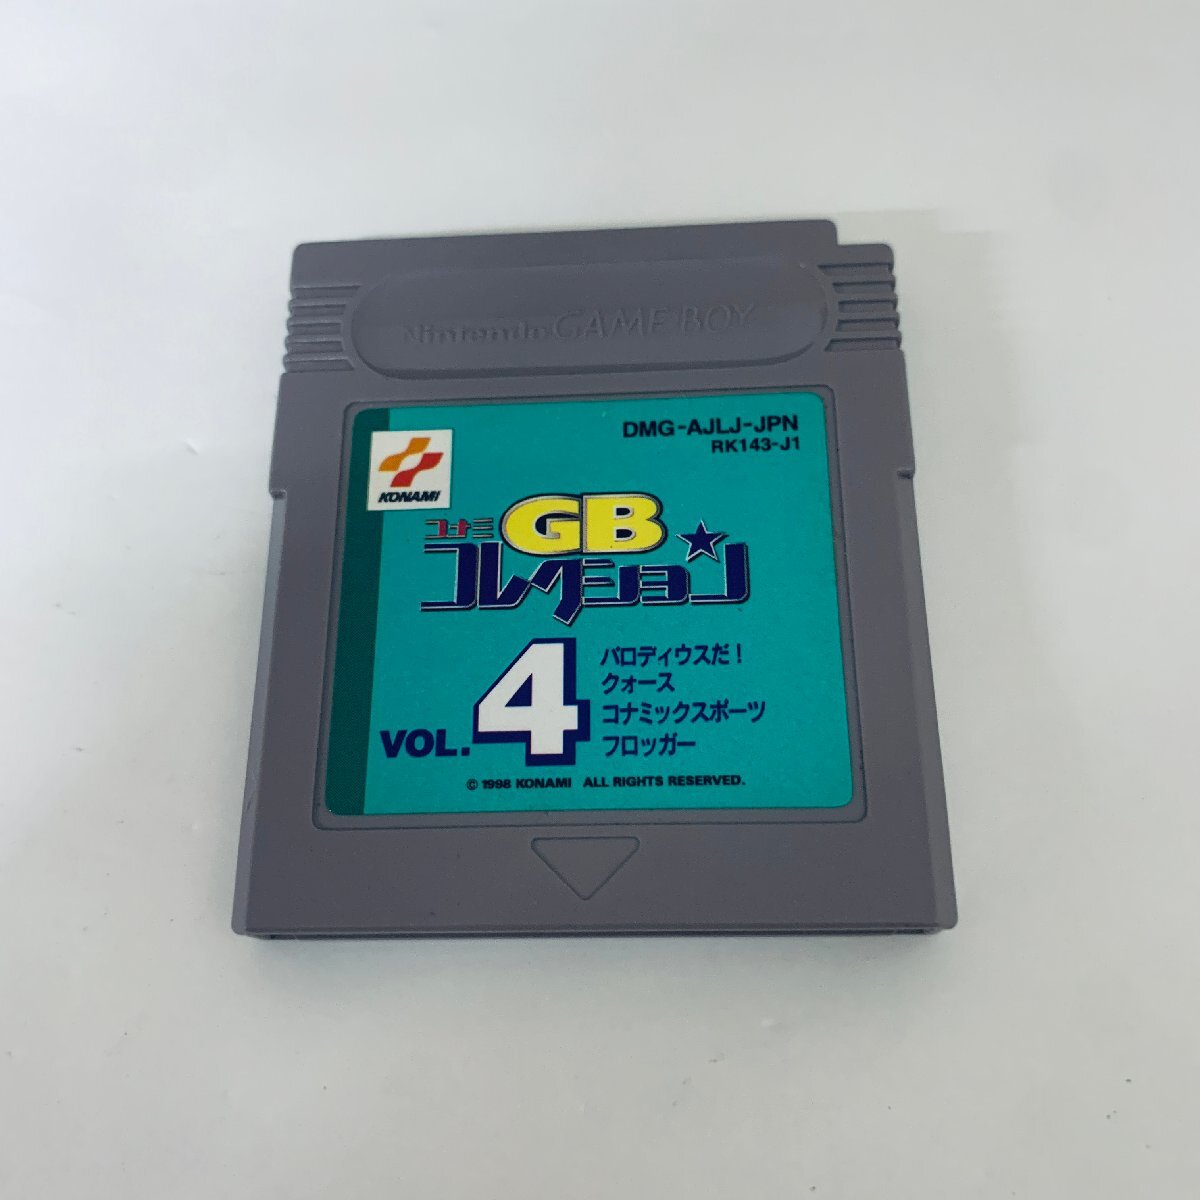 Nintendo GAME BOY
DMG-AJLJ-JPN
RK143-J1
KONAMI
コナミ GB
コレクション
VOL.4
パロディウスだ!
クォース
コナミックスポーツ
フロッガー
© 1998 KONAMI ALL RIGHTS RESERVED.